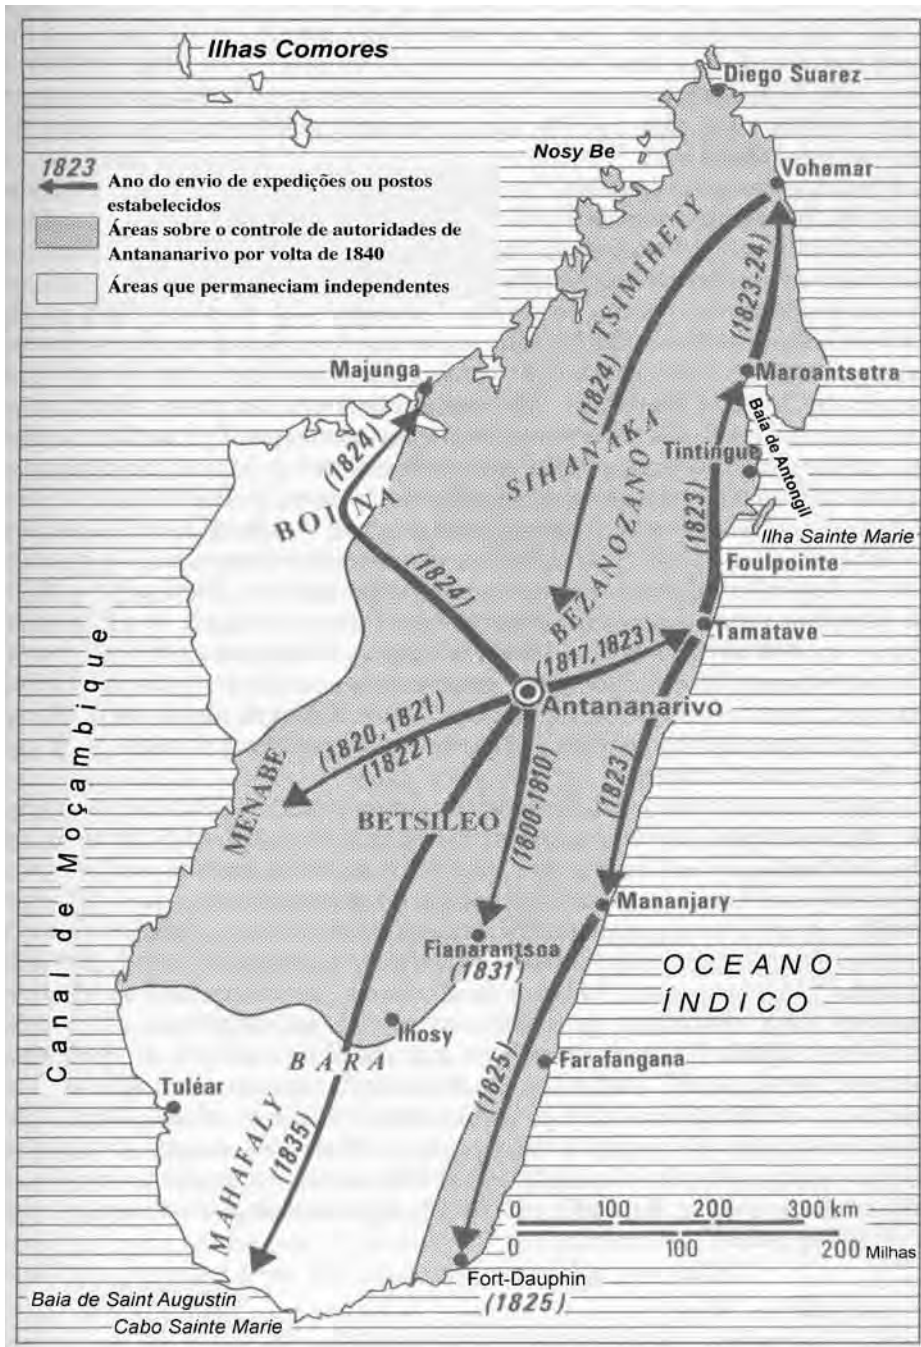 Ilhas Comores
Diego Suarez
Nosy Be
Vohemar
1823
Ano do envio de expedições ou postos
estabelecidos
Áreas sobre o controle de autoridades de
Antananarivo por volta de 1840
Áreas que permaneciam independentes
TSIMIHETY
(1823-24)
(1824)
Majunga
Maroantsetra
Baía de Antongil
(1824)
BOINA
SIHANAKA
Tintingue
(1823)
Ilha Sainte Marie
BEZANOZANO
Foulpointe
(1824)
Tamatave
(1817,1823)
Antananarivo
Canal de Moçambique
(1820,1821)
(1822)
MENABE
(1823)
BETSILEO
(1800-1810)
Mananjary
Fianarantsoa
(1831)
OCEANO
ÍNDICO
Ihosy
BARA
Farafangana
(1825)
Tuléar
MAHAFALY
(1835)
0 100 200 300 km
0 100 200 Milhas
Fort-Dauphin
(1825)
Baia de Saint Augustin
Cabo Sainte Marie